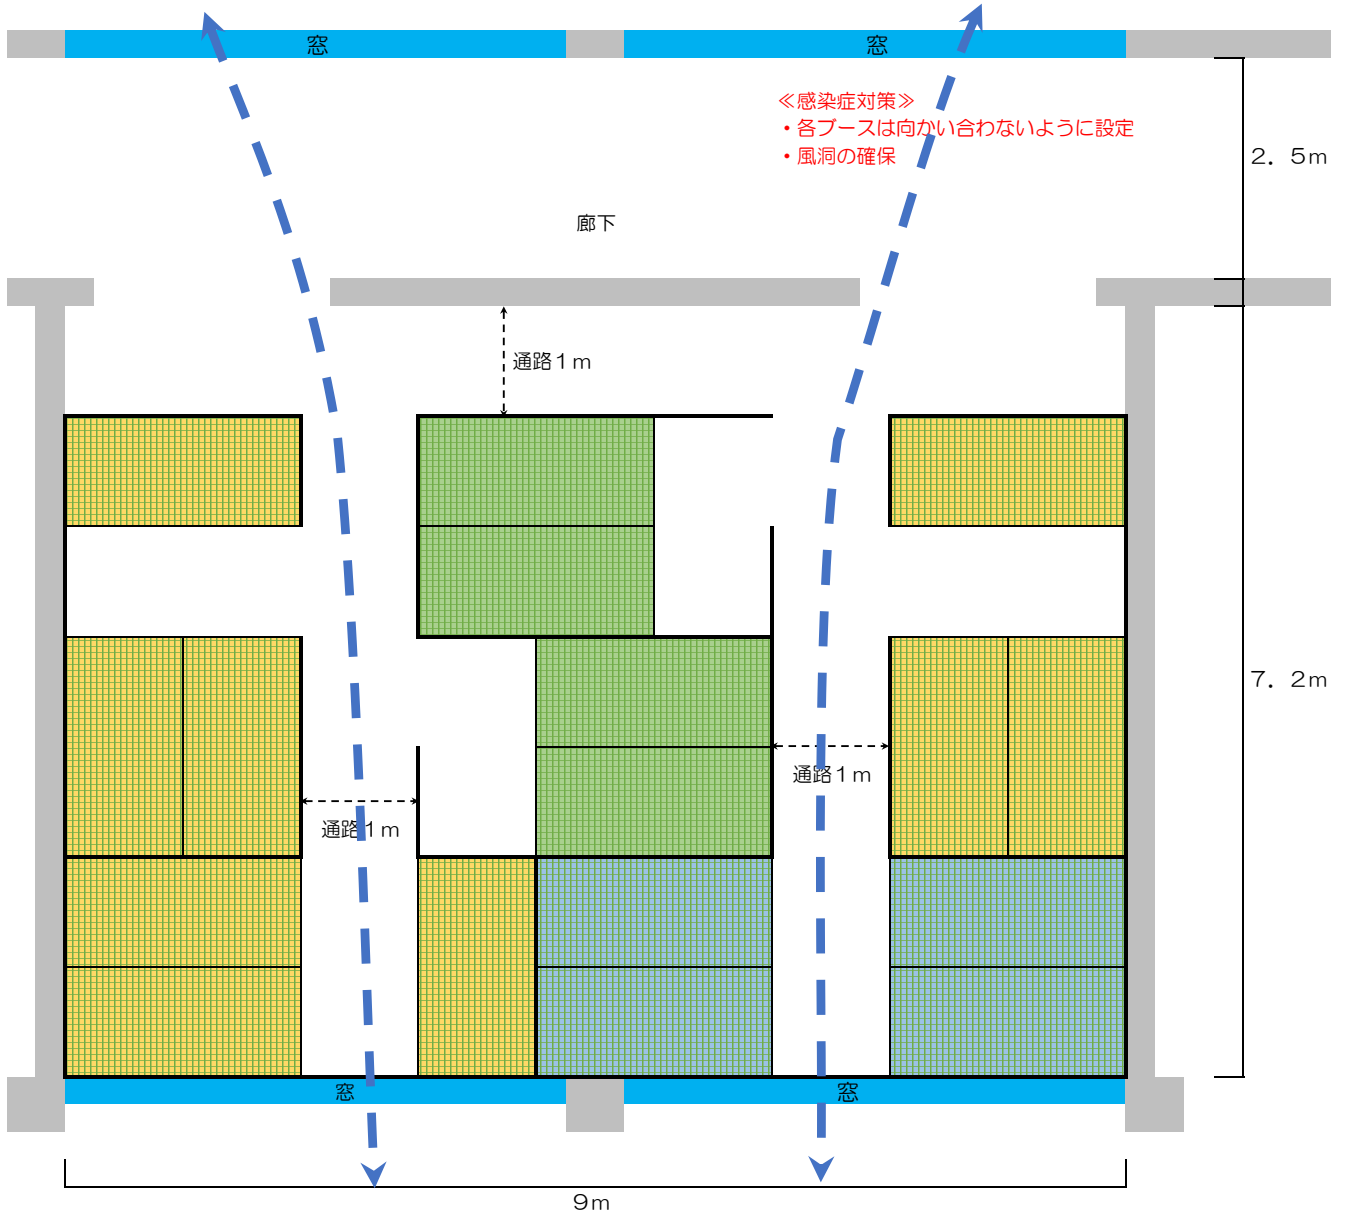 窓
窓
≪感染症対策≫
・各ブースは向かい合わないように設定
・風洞の確保
2．5ｍ
廊下
通路1ｍ
7．2ｍ
通路1ｍ
通路1ｍ
窓
窓
9ｍ